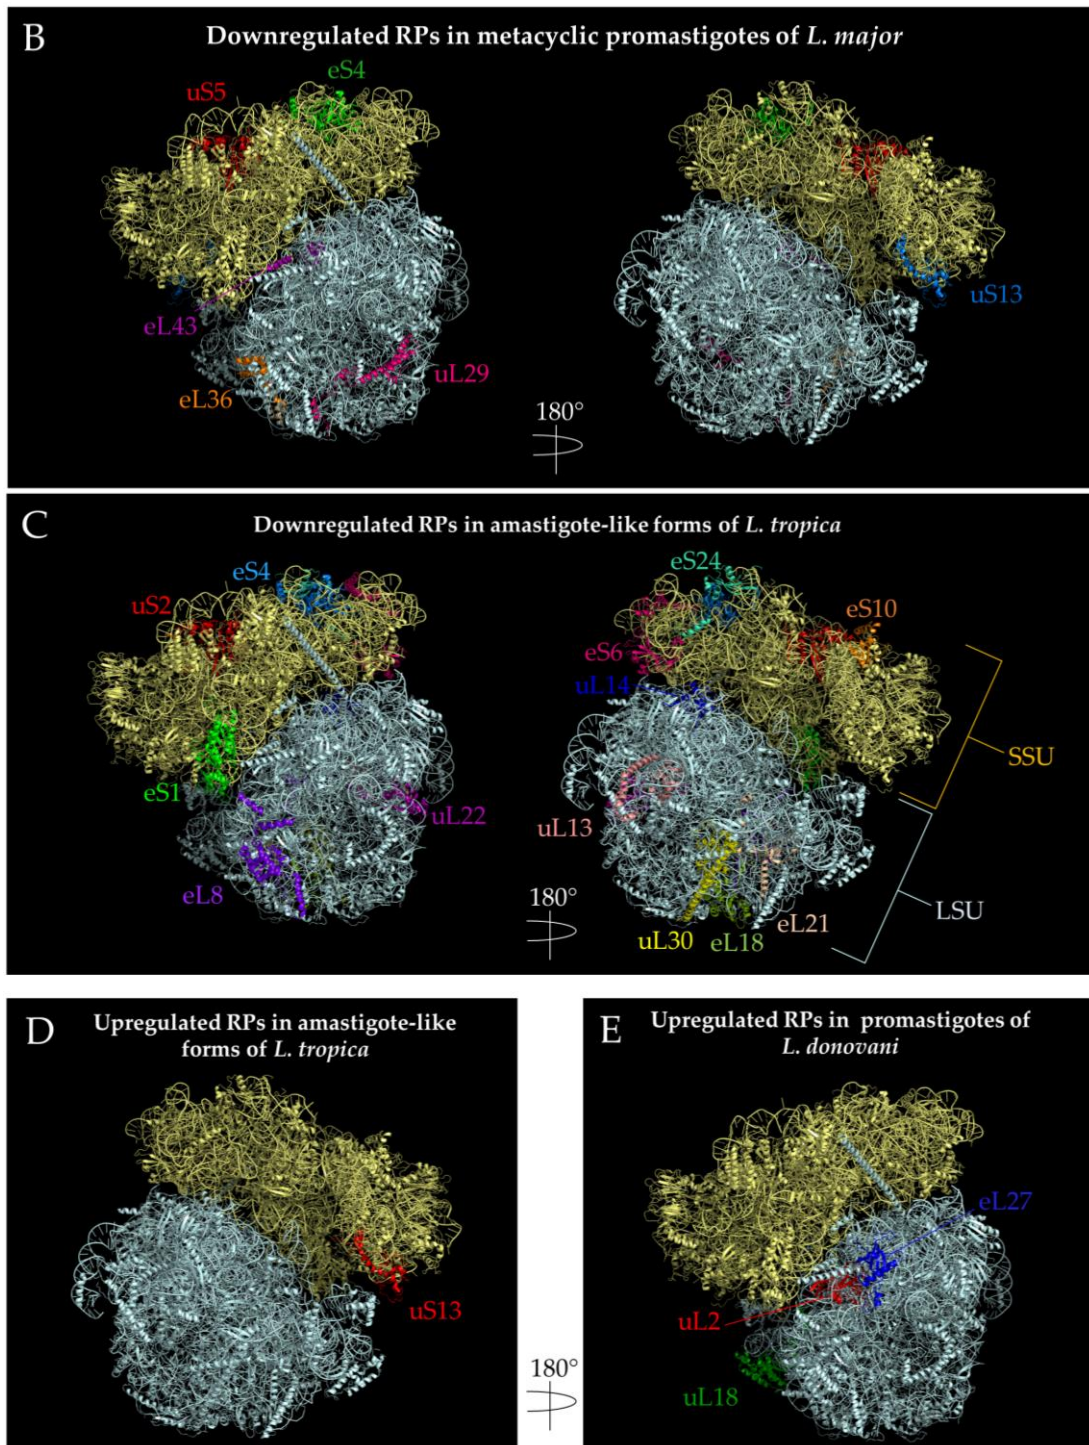 B
Downregulated RPs in metacyclic promastigotes of L. major
eS4
uS5
uS13
eL43
uL29
eL36
180°
C
Downregulated RPs in amastigote-like forms of L. tropica
eS4
eS24
uS2
eS10
eS6
uL14
SSU
eS1
uL22
uL13
eL8
LSU
180°
eL21
uL30
eL18
D
Upregulated RPs in amastigote-like
forms of L. tropica
uS13
180°
E
Upregulated RPs in promastigotes of
L. donovani
eL27
uL2
uL18